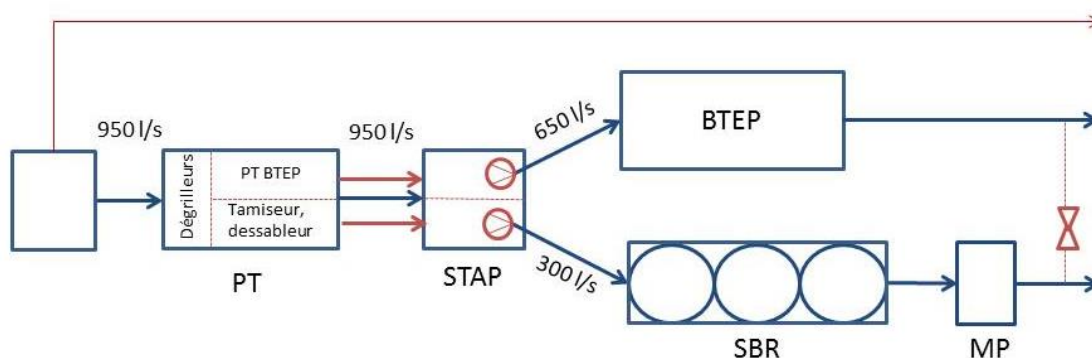 950 l/s
950 l/s
650 l/s
BTEP
Dégrilleurs
PT BTEP
Tamiseur,
dessableur
PT
STAP
300 l/s
SBR
MP